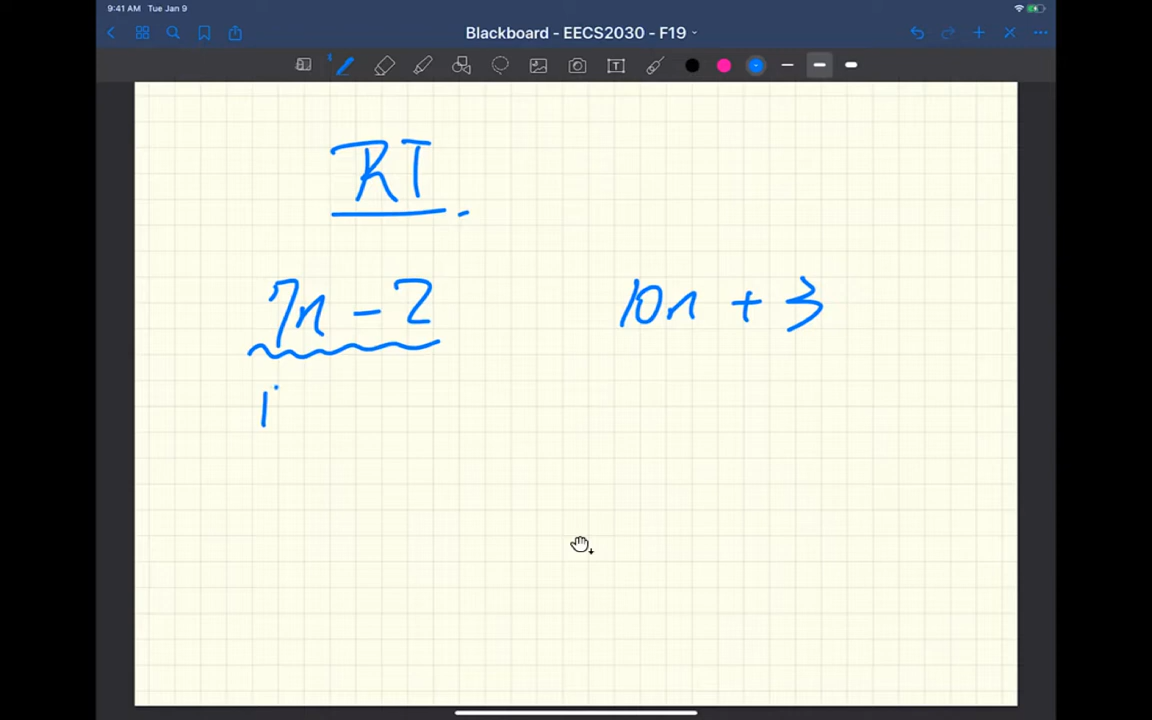 9:41 AM Tue Jan 9
Blackboard - EECS2030 - F19
T
RT.
7n - 2 10n + 3